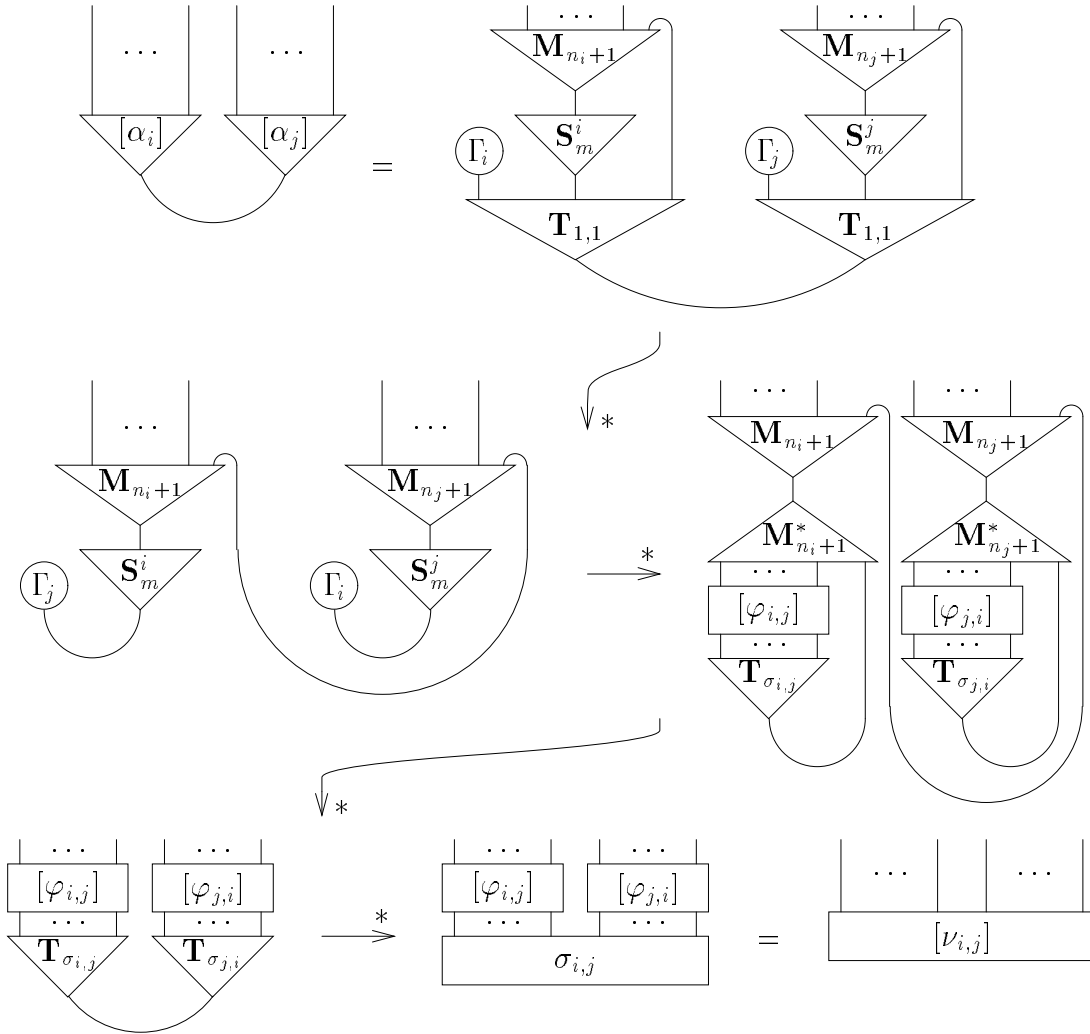 ... ...
[α_i] [α_j]
=
... ...
M_{n_i+1} M_{n_j+1}
S^i_m S^j_m
Γ_i Γ_j
T_{1,1} T_{1,1}
*
... ...
M_{n_i+1} M_{n_j+1}
S^i_m S^j_m
Γ_j Γ_i
*
... ...
M_{n_i+1} M_{n_j+1}
M^*_{n_i+1} M^*_{n_j+1}
... ...
[φ_{i,j}] [φ_{j,i}]
... ...
T_{σ_{i,j}} T_{σ_{j,i}}
*
... ...
[φ_{i,j}] [φ_{j,i}]
... ...
T_{σ_{i,j}} T_{σ_{j,i}}
*
... ...
[φ_{i,j}] [φ_{j,i}]
... ...
σ_{i,j}
=
... ...
[ν_{i,j}]